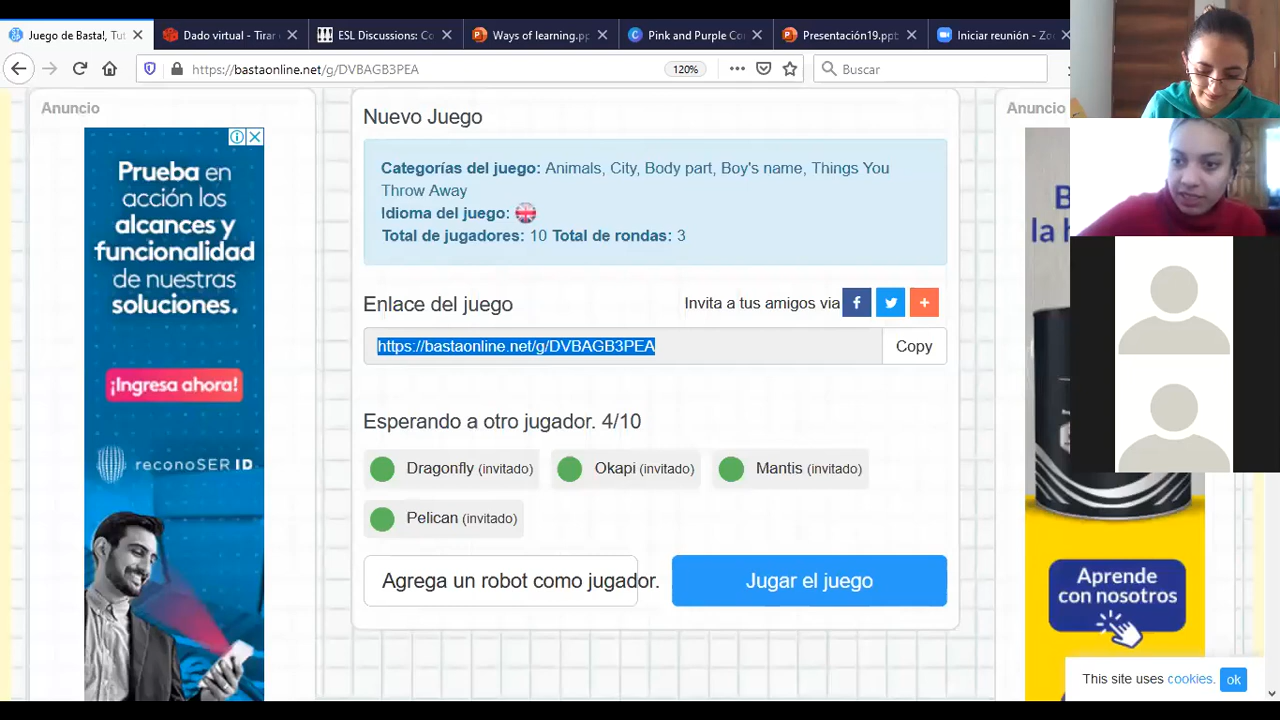 Juego de Basta!, Tut
Dado virtual - Tirar
ESL Discussions: Co
Ways of learning.pp
Pink and Purple Co
Presentación19.ppt
Iniciar reunión - Zo
https://bastaonline.net/g/DVBAGB3PEA
120%
Buscar
Anuncio
Prueba en
acción los
alcances y
funcionalidad
de nuestras
soluciones.
¡Ingresa ahora!
reconoSER ID
Nuevo Juego
Categorías del juego: Animals, City, Body part, Boy's name, Things You
Throw Away
Idioma del juego:
Total de jugadores: 10 Total de rondas: 3
Enlace del juego
Invita a tus amigos via
https://bastaonline.net/g/DVBAGB3PEA
Copy
Esperando a otro jugador. 4/10
Dragonfly (invitado)
Okapi (invitado)
Mantis (invitado)
Pelican (invitado)
Agrega un robot como jugador.
Jugar el juego
Anuncio
la h
Aprende
con nosotros
This site uses cookies.
ok